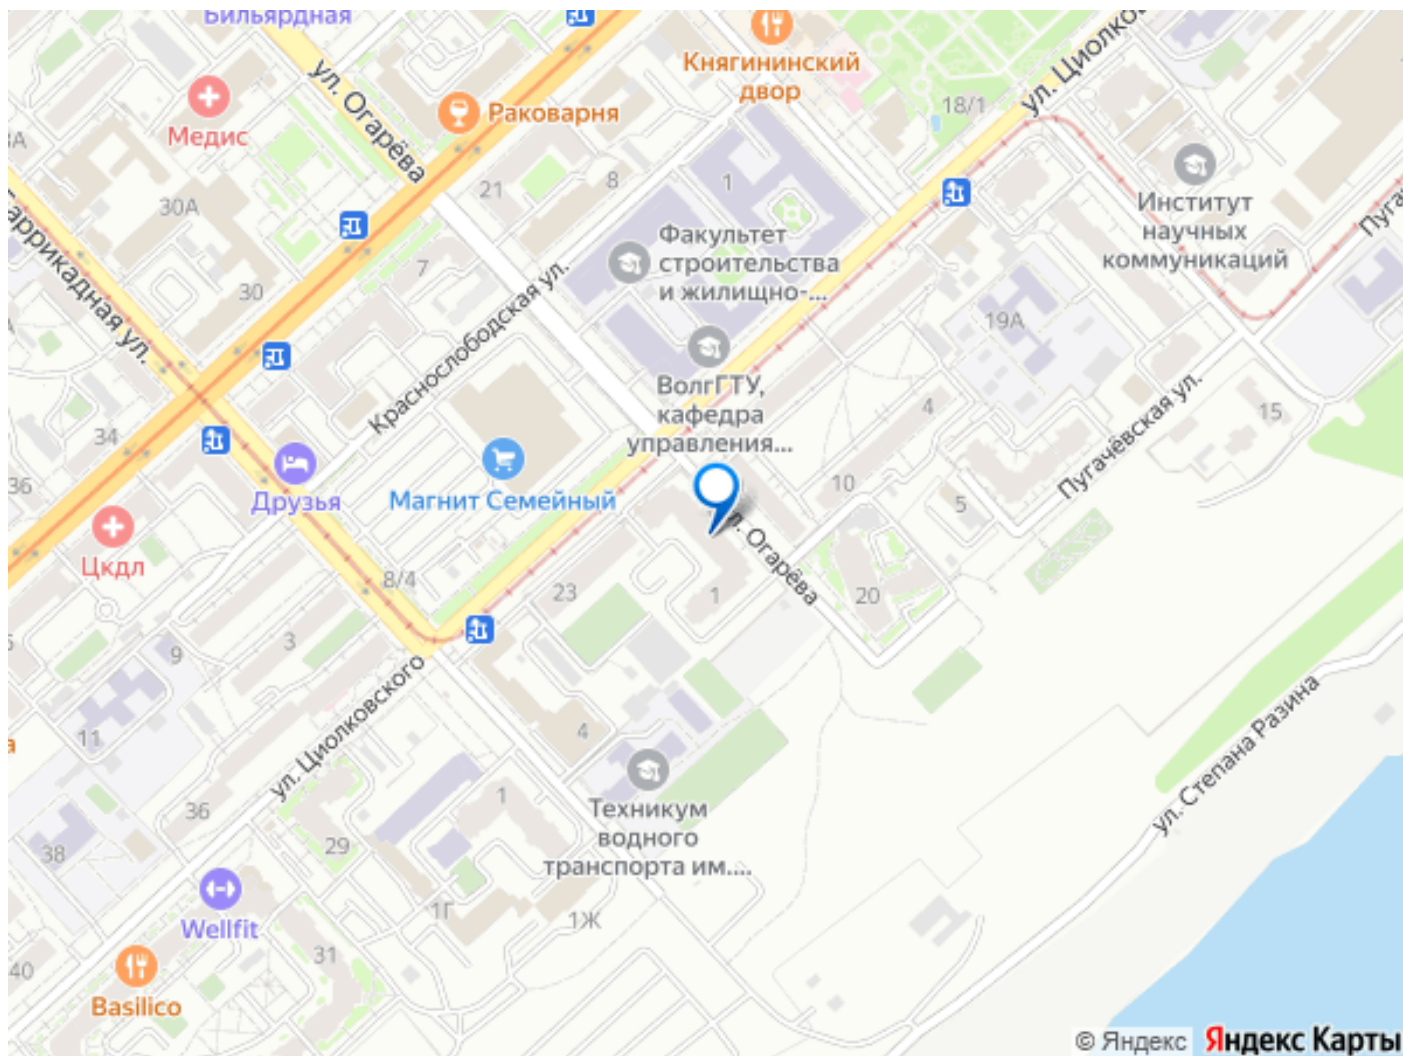 Бильярдная
ул. Огарёва
Медис
Раковарня
Княгининский
двор
18/1
ул. Циолков
30А
21
8
1
Факультет
строительства
и жилищно-...
Институт
научных
коммуникаций
Пуга
аррикадная ул.
30
7
Краснослободская ул.
ВолгГТУ,
кафедра
управления...
19А
4
15
Пугачёвская ул.
34
36
Друзья
Магнит Семейный
10
5
Цкдл
8/4
23
1
ул. Огарёва
20
3
9
11
ул. Циолковского
4
Техникум
водного
транспорта им....
ул. Степана Разина
36
38
29
1
1Г
1Ж
Wellfit
31
40
Basilico
© Яндекс Яндекс Карты